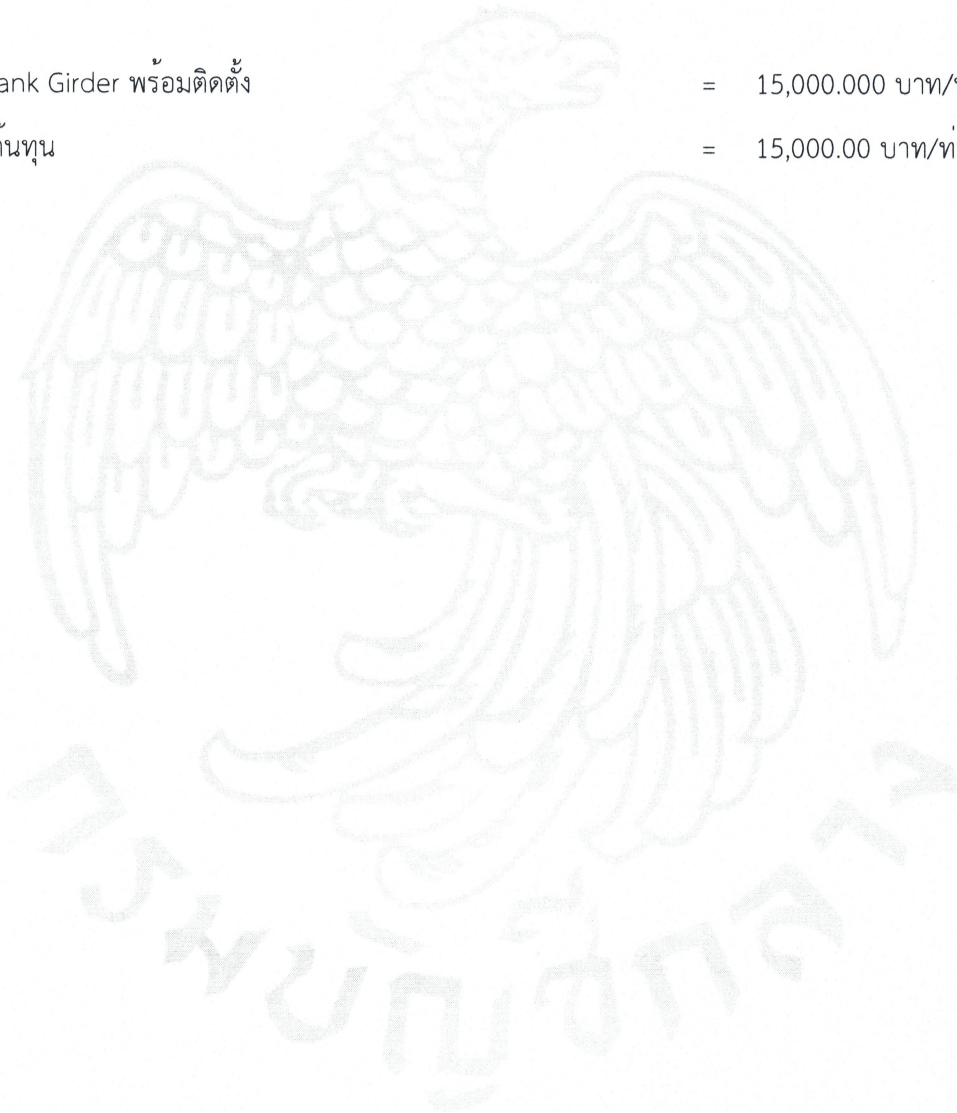 ank Girder พร้อมติดตั้ง = 15,000.000 บาท/
้นทุน = 15,000.00 บาท/ท่
กรมบัญชีกลาง